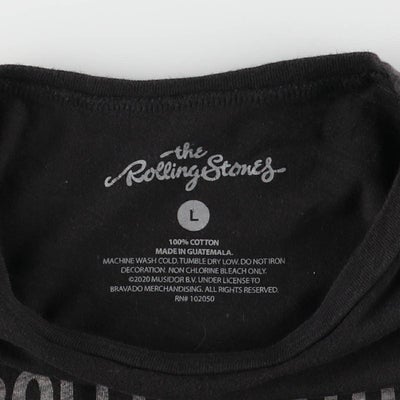 the
Rolling Stones
L
100% COTTON
MADE IN GUATEMALA.
MACHINE WASH COLD. TUMBLE DRY LOW. DO NOT IRON
DECORATION. NON CHLORINE BLEACH ONLY.
©2020 MUSIDOR B.V. UNDER LICENSE TO
BRAVADO MERCHANDISING. ALL RIGHTS RESERVED.
RN# 102050